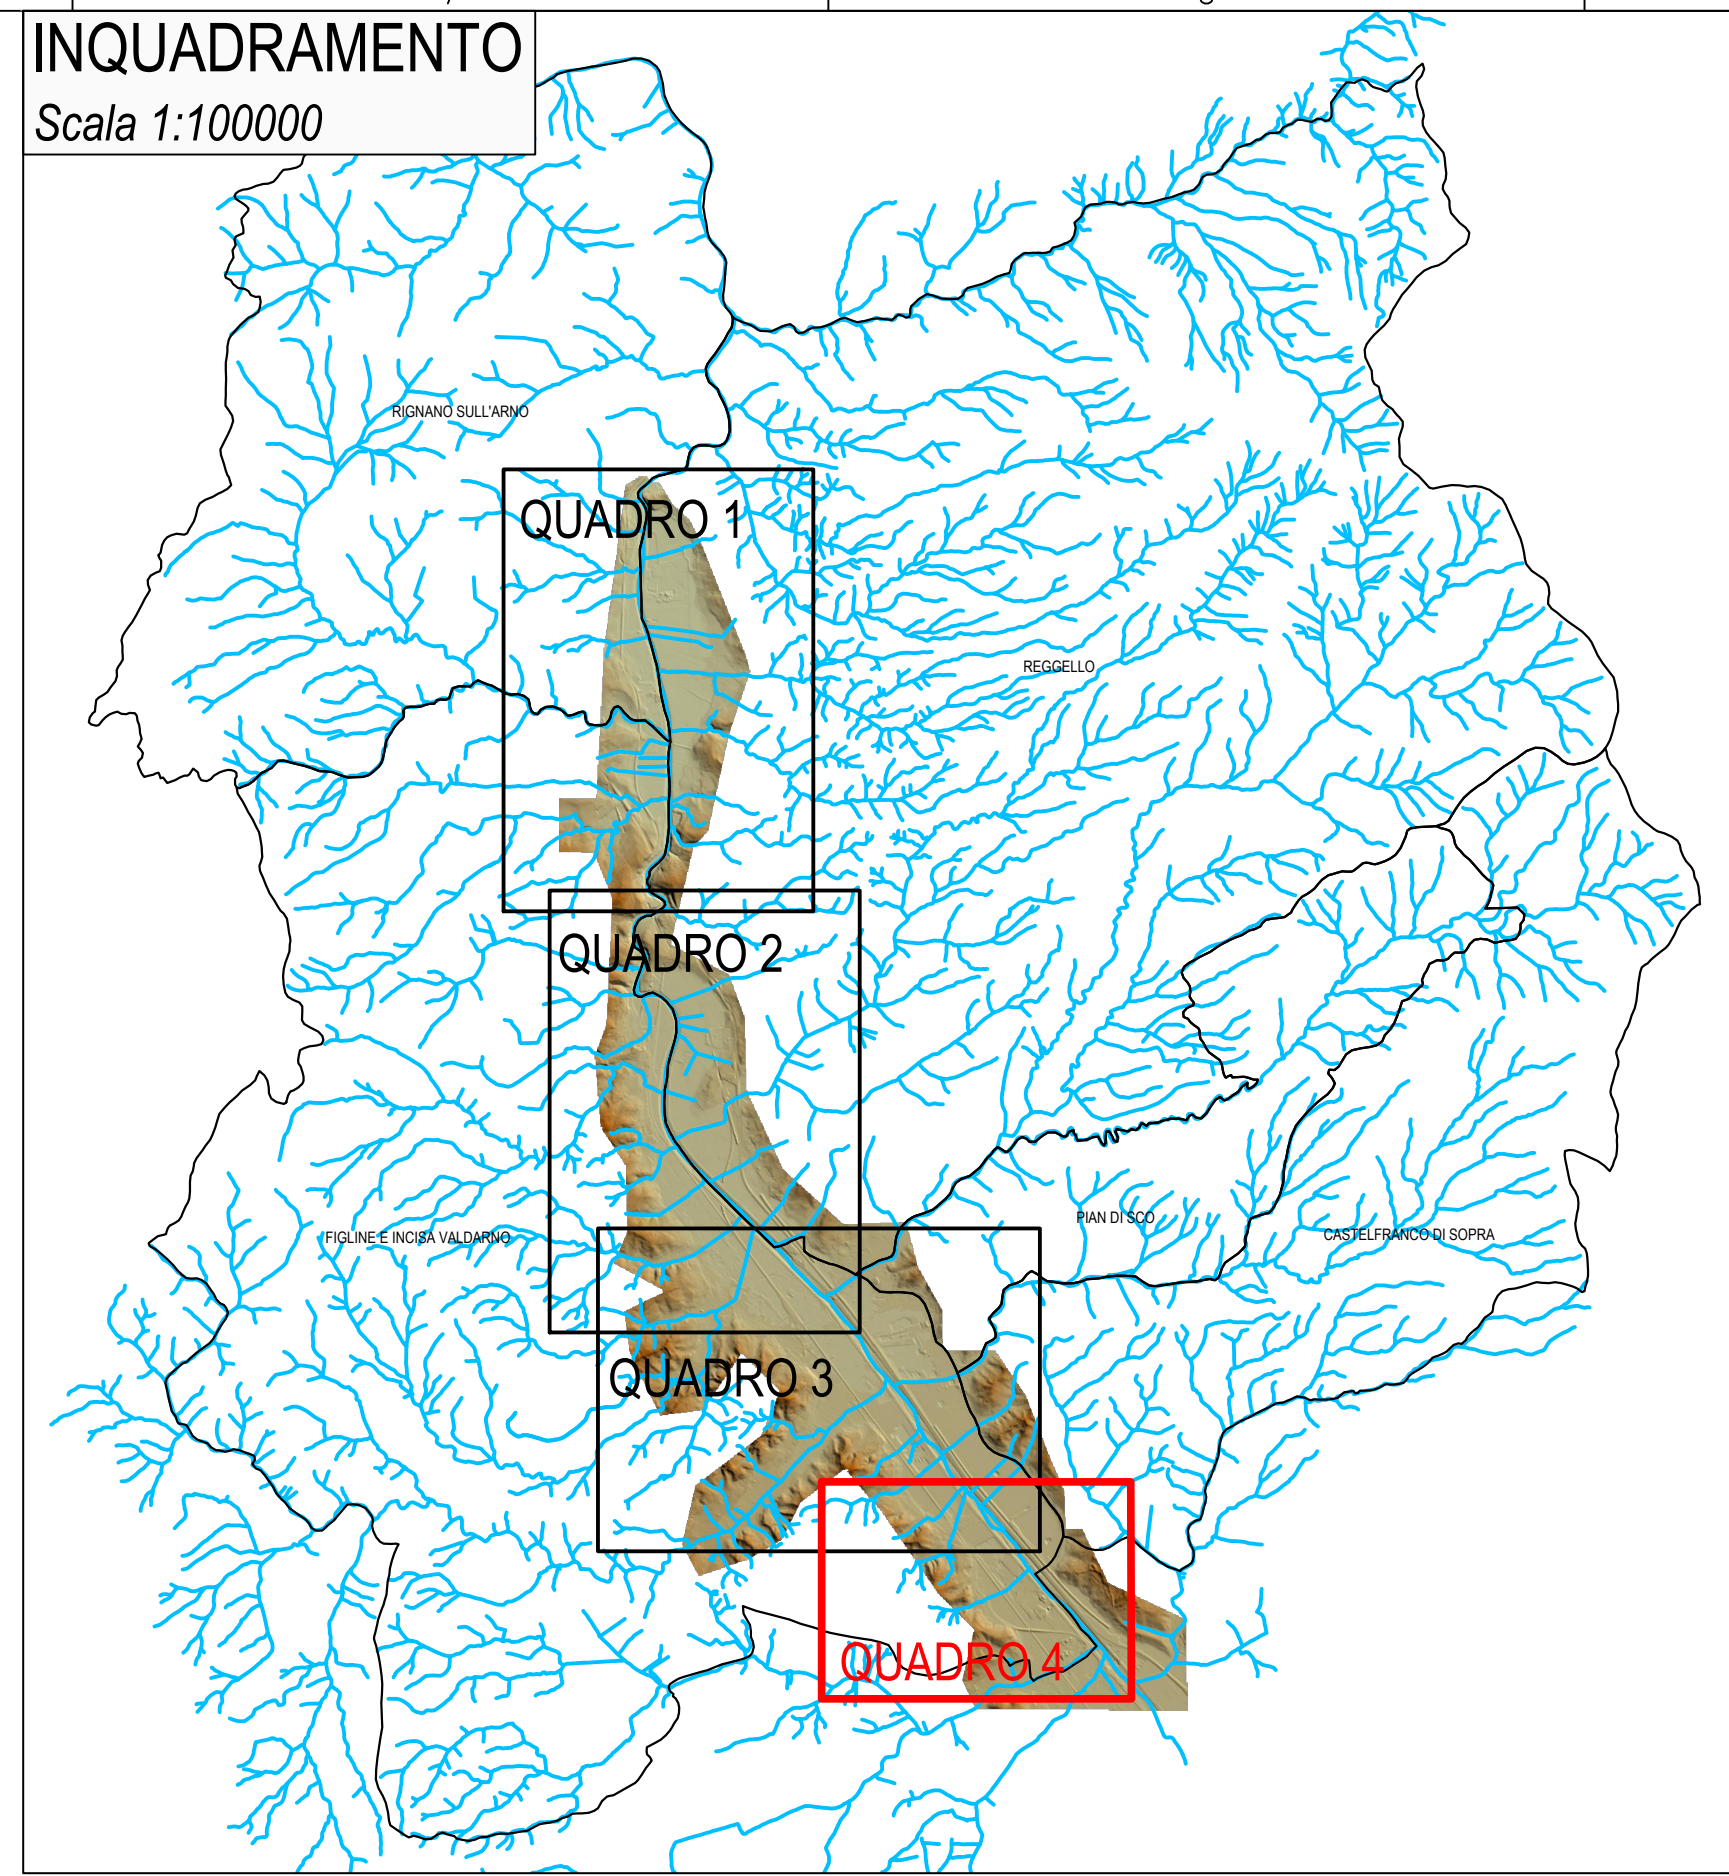 INQUADRAMENTO
Scala 1:100000
RIGNANO SULL'ARNO
QUADRO 1
REGGELLO
QUADRO 2
PIAN DI SCO
FIGLINE E INCISA VALDARNO
CASTELFRANCO DI SOPRA
QUADRO 3
QUADRO 4